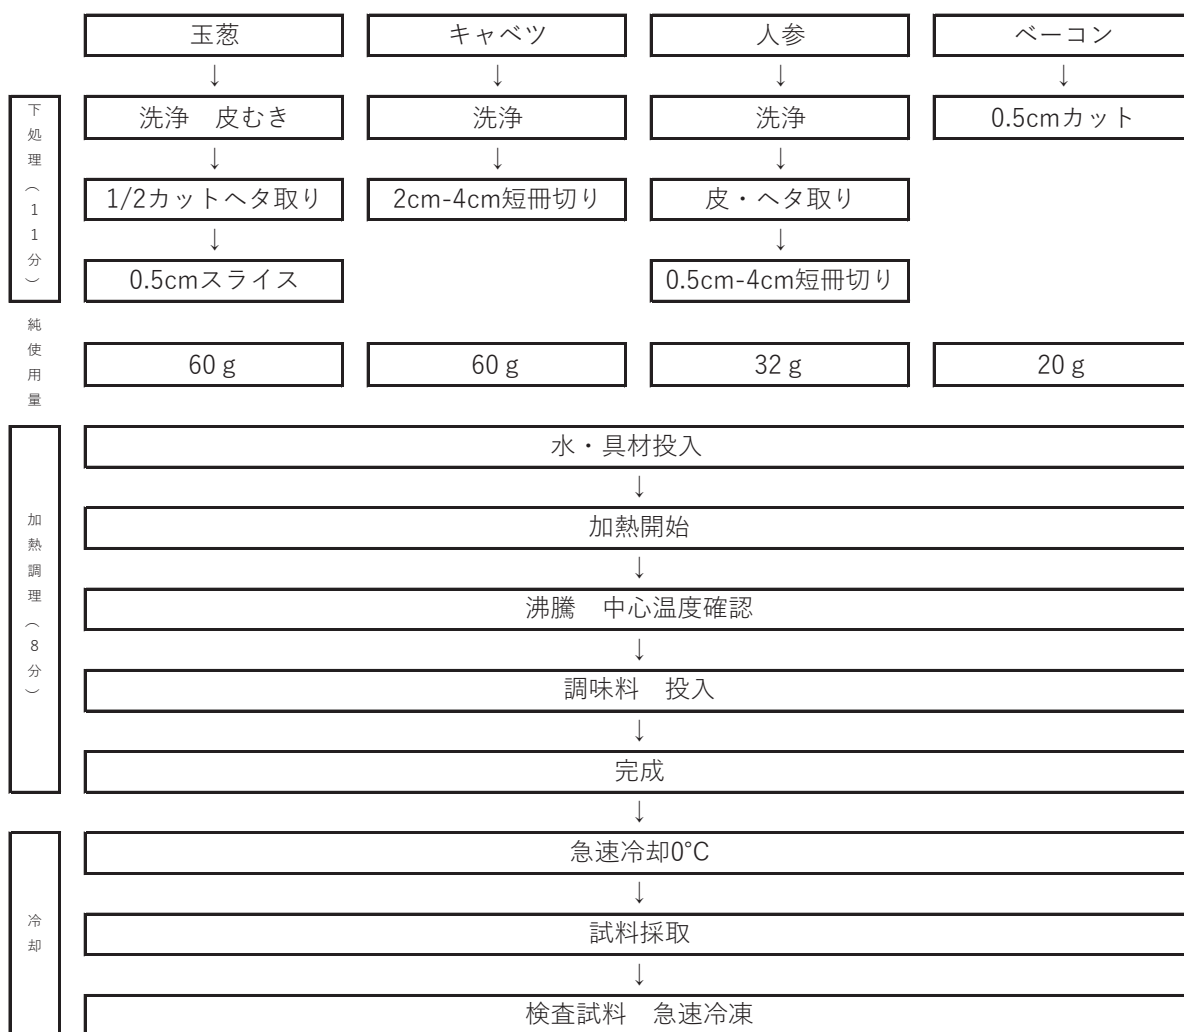 玉葱 キャベツ 人参 ベーコン
↓ ↓ ↓ ↓
下処理（11分）
洗浄　皮むき 洗浄 洗浄 0.5cmカット
↓ ↓ ↓
1/2カットヘタ取り 2cm-4cm短冊切り 皮・ヘタ取り
↓ ↓
0.5cmスライス 0.5cm-4cm短冊切り
純使用量
60ｇ 60ｇ 32ｇ 20ｇ
加熱調理（8分）
水・具材投入
↓
加熱開始
↓
沸騰　中心温度確認
↓
調味料　投入
↓
完成
↓
冷却
急速冷却0℃
↓
試料採取
↓
検査試料　急速冷凍